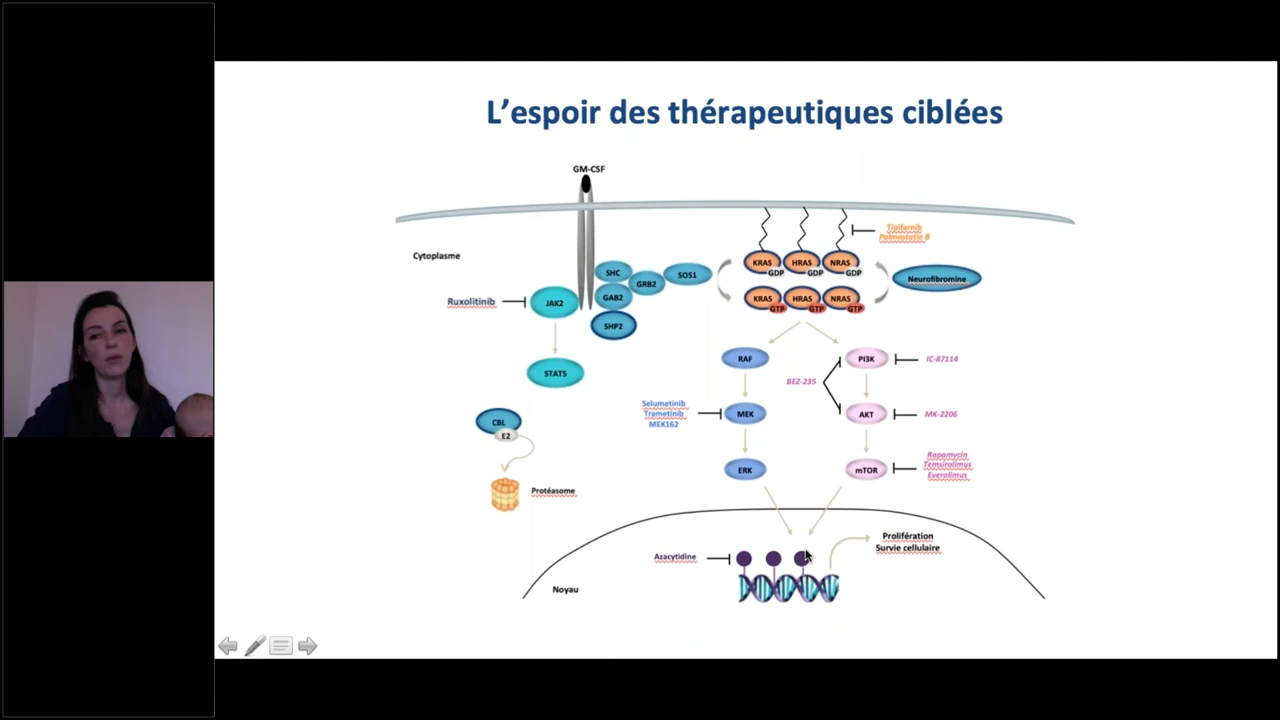 L'espoir des thérapeutiques ciblées
GM-CSF
Cytoplasme
Tipifarnib
Palmostatin B
KRAS HRAS NRAS
GDP GDP GDP
SHC
GRB2
SOS1
Neurofibromine
Ruxolitinib
JAK2
GAB2
KRAS HRAS NRAS
GTP GTP GTP
SHP2
STAT5
RAF
PI3K
IC-87114
BEZ-235
Selumetinib
Trametinib
MEK162
MEK
AKT
MK-2206
CBL
E2
ERK
mTOR
Rapamycin
Temsirolimus
Everolimus
Protéasome
Prolifération
Survie cellulaire
Azacytidine
Noyau